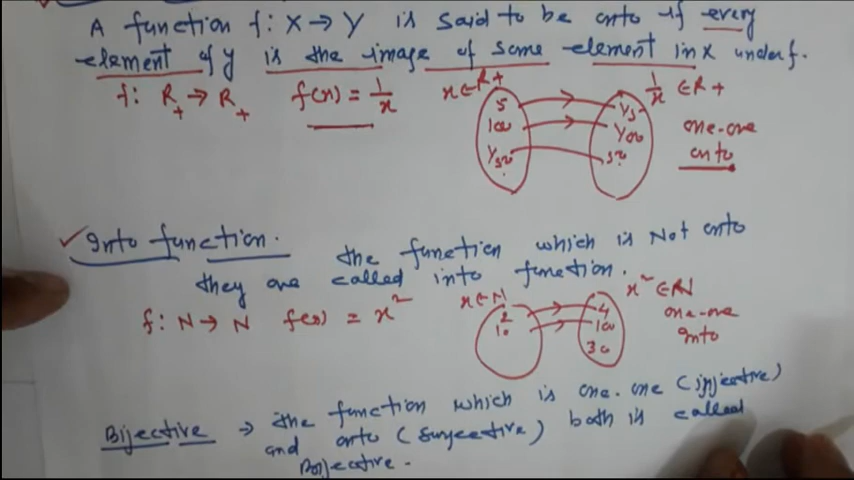 A function f: X → Y is said to be onto if every
element of y is the image of some element in x under f.
f: R+ → R+ f(x) = 1/x x ∈ R+ 1/x ∈ R+
5 1/5
100 1/100 one-one
1/50 50 onto
Into function. the function which is Not onto
they are called into function.
f: N → N f(x) = x² x ∈ N x² ∈ N
2 4 one-one
10 100 Into
30
Bijective → the function which is one-one (injective)
and onto (surjective) both is called
Bijective.